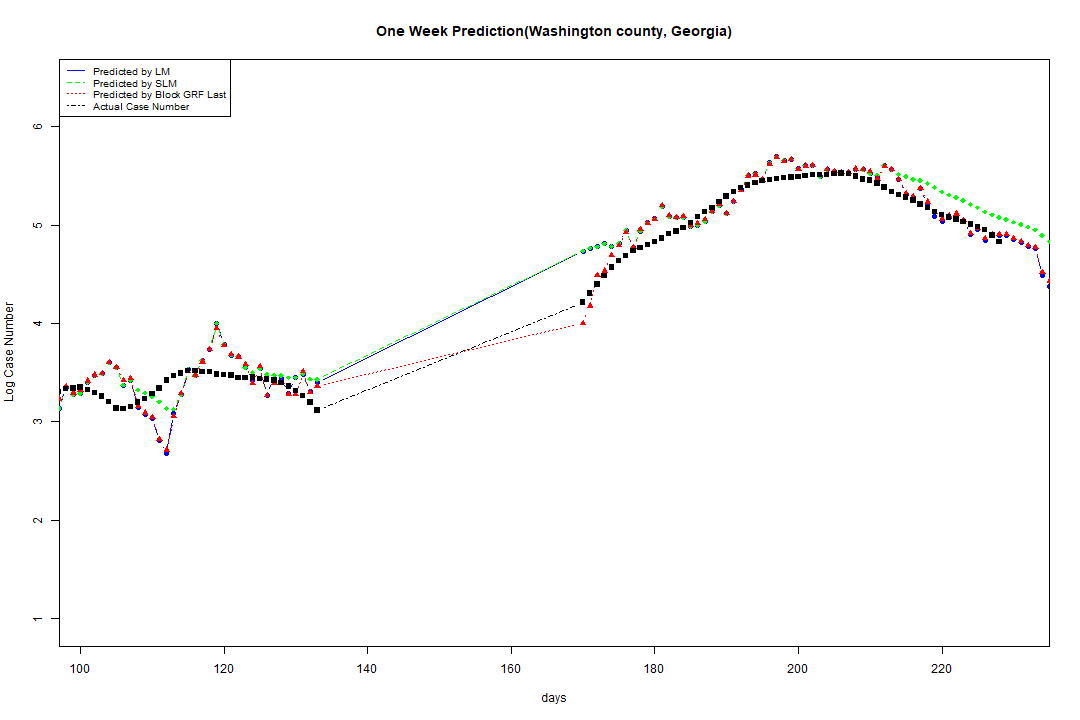 One Week Prediction(Washington county, Georgia)
Predicted by LM
Predicted by SLM
Predicted by Block GRF Last
Actual Case Number
Log Case Number
6
5
4
3
2
1
100 120 140 160 180 200 220
days